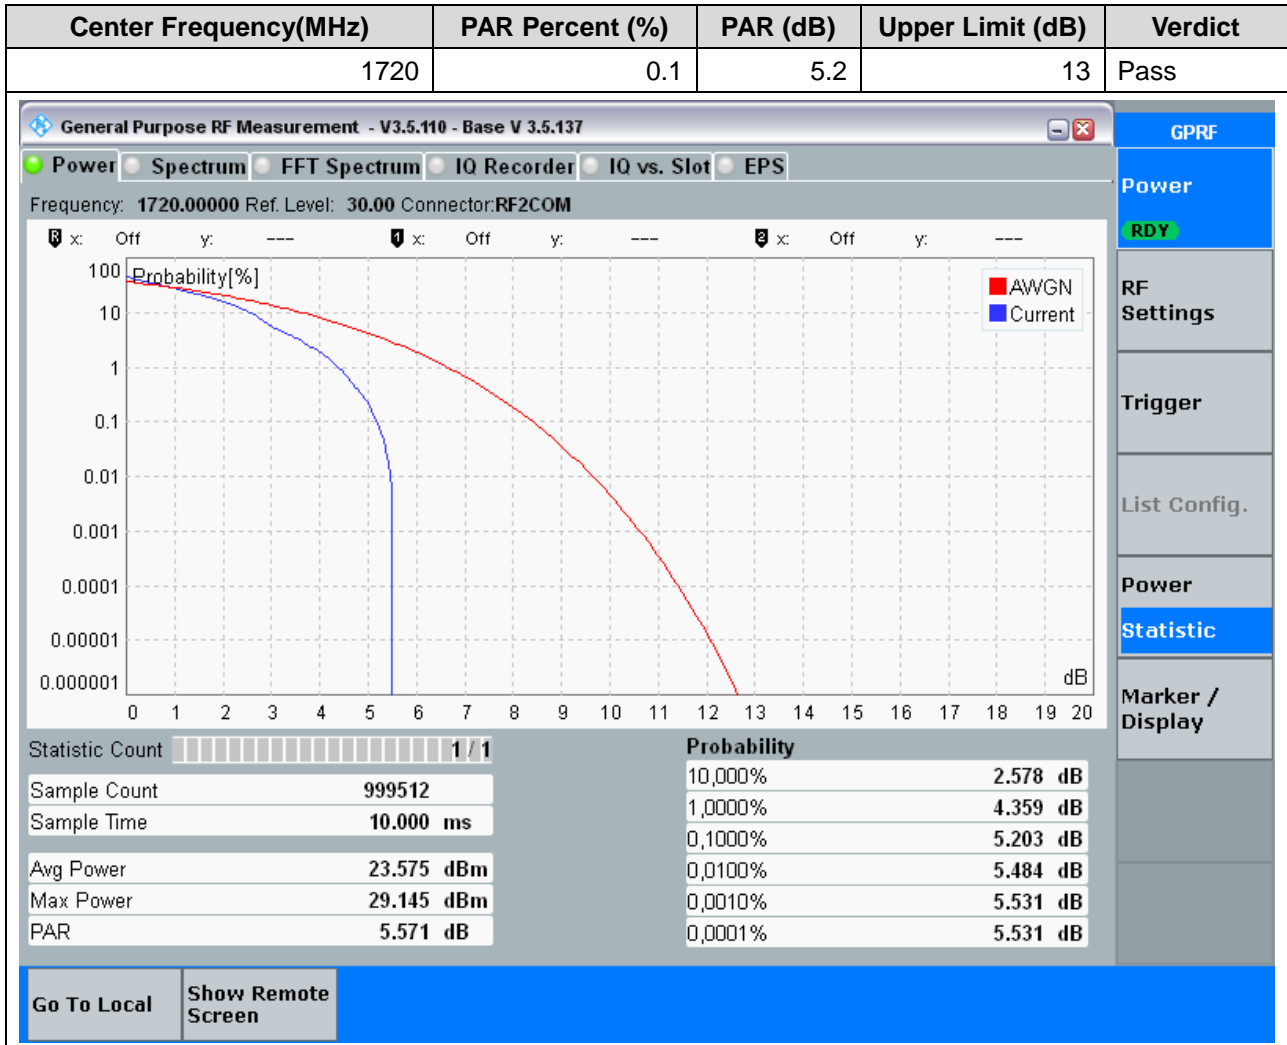 Center Frequency(MHz) PAR Percent (%) PAR (dB) Upper Limit (dB) Verdict
1720 0.1 5.2 13 Pass
General Purpose RF Measurement - V3.5.110 - Base V 3.5.137
GPRF
Power Spectrum FFT Spectrum IQ Recorder IQ vs. Slot EPS
Frequency: 1720.00000 Ref. Level: 30.00 Connector:RF2COM
R x: Off y: --- 1 x: Off y: --- 2 x: Off y: ---
Probability[%]
AWGN
Current
100
10
1
0.1
0.01
0.001
0.0001
0.00001
0.000001
dB
0 1 2 3 4 5 6 7 8 9 10 11 12 13 14 15 16 17 18 19 20
Statistic Count 1 / 1
Sample Count 999512
Sample Time 10.000 ms
Avg Power 23.575 dBm
Max Power 29.145 dBm
PAR 5.571 dB
Probability
10,000% 2.578 dB
1,0000% 4.359 dB
0,1000% 5.203 dB
0,0100% 5.484 dB
0,0010% 5.531 dB
0,0001% 5.531 dB
Power
RDY
RF
Settings
Trigger
List Config.
Power
Statistic
Marker /
Display
Go To Local
Show Remote
Screen